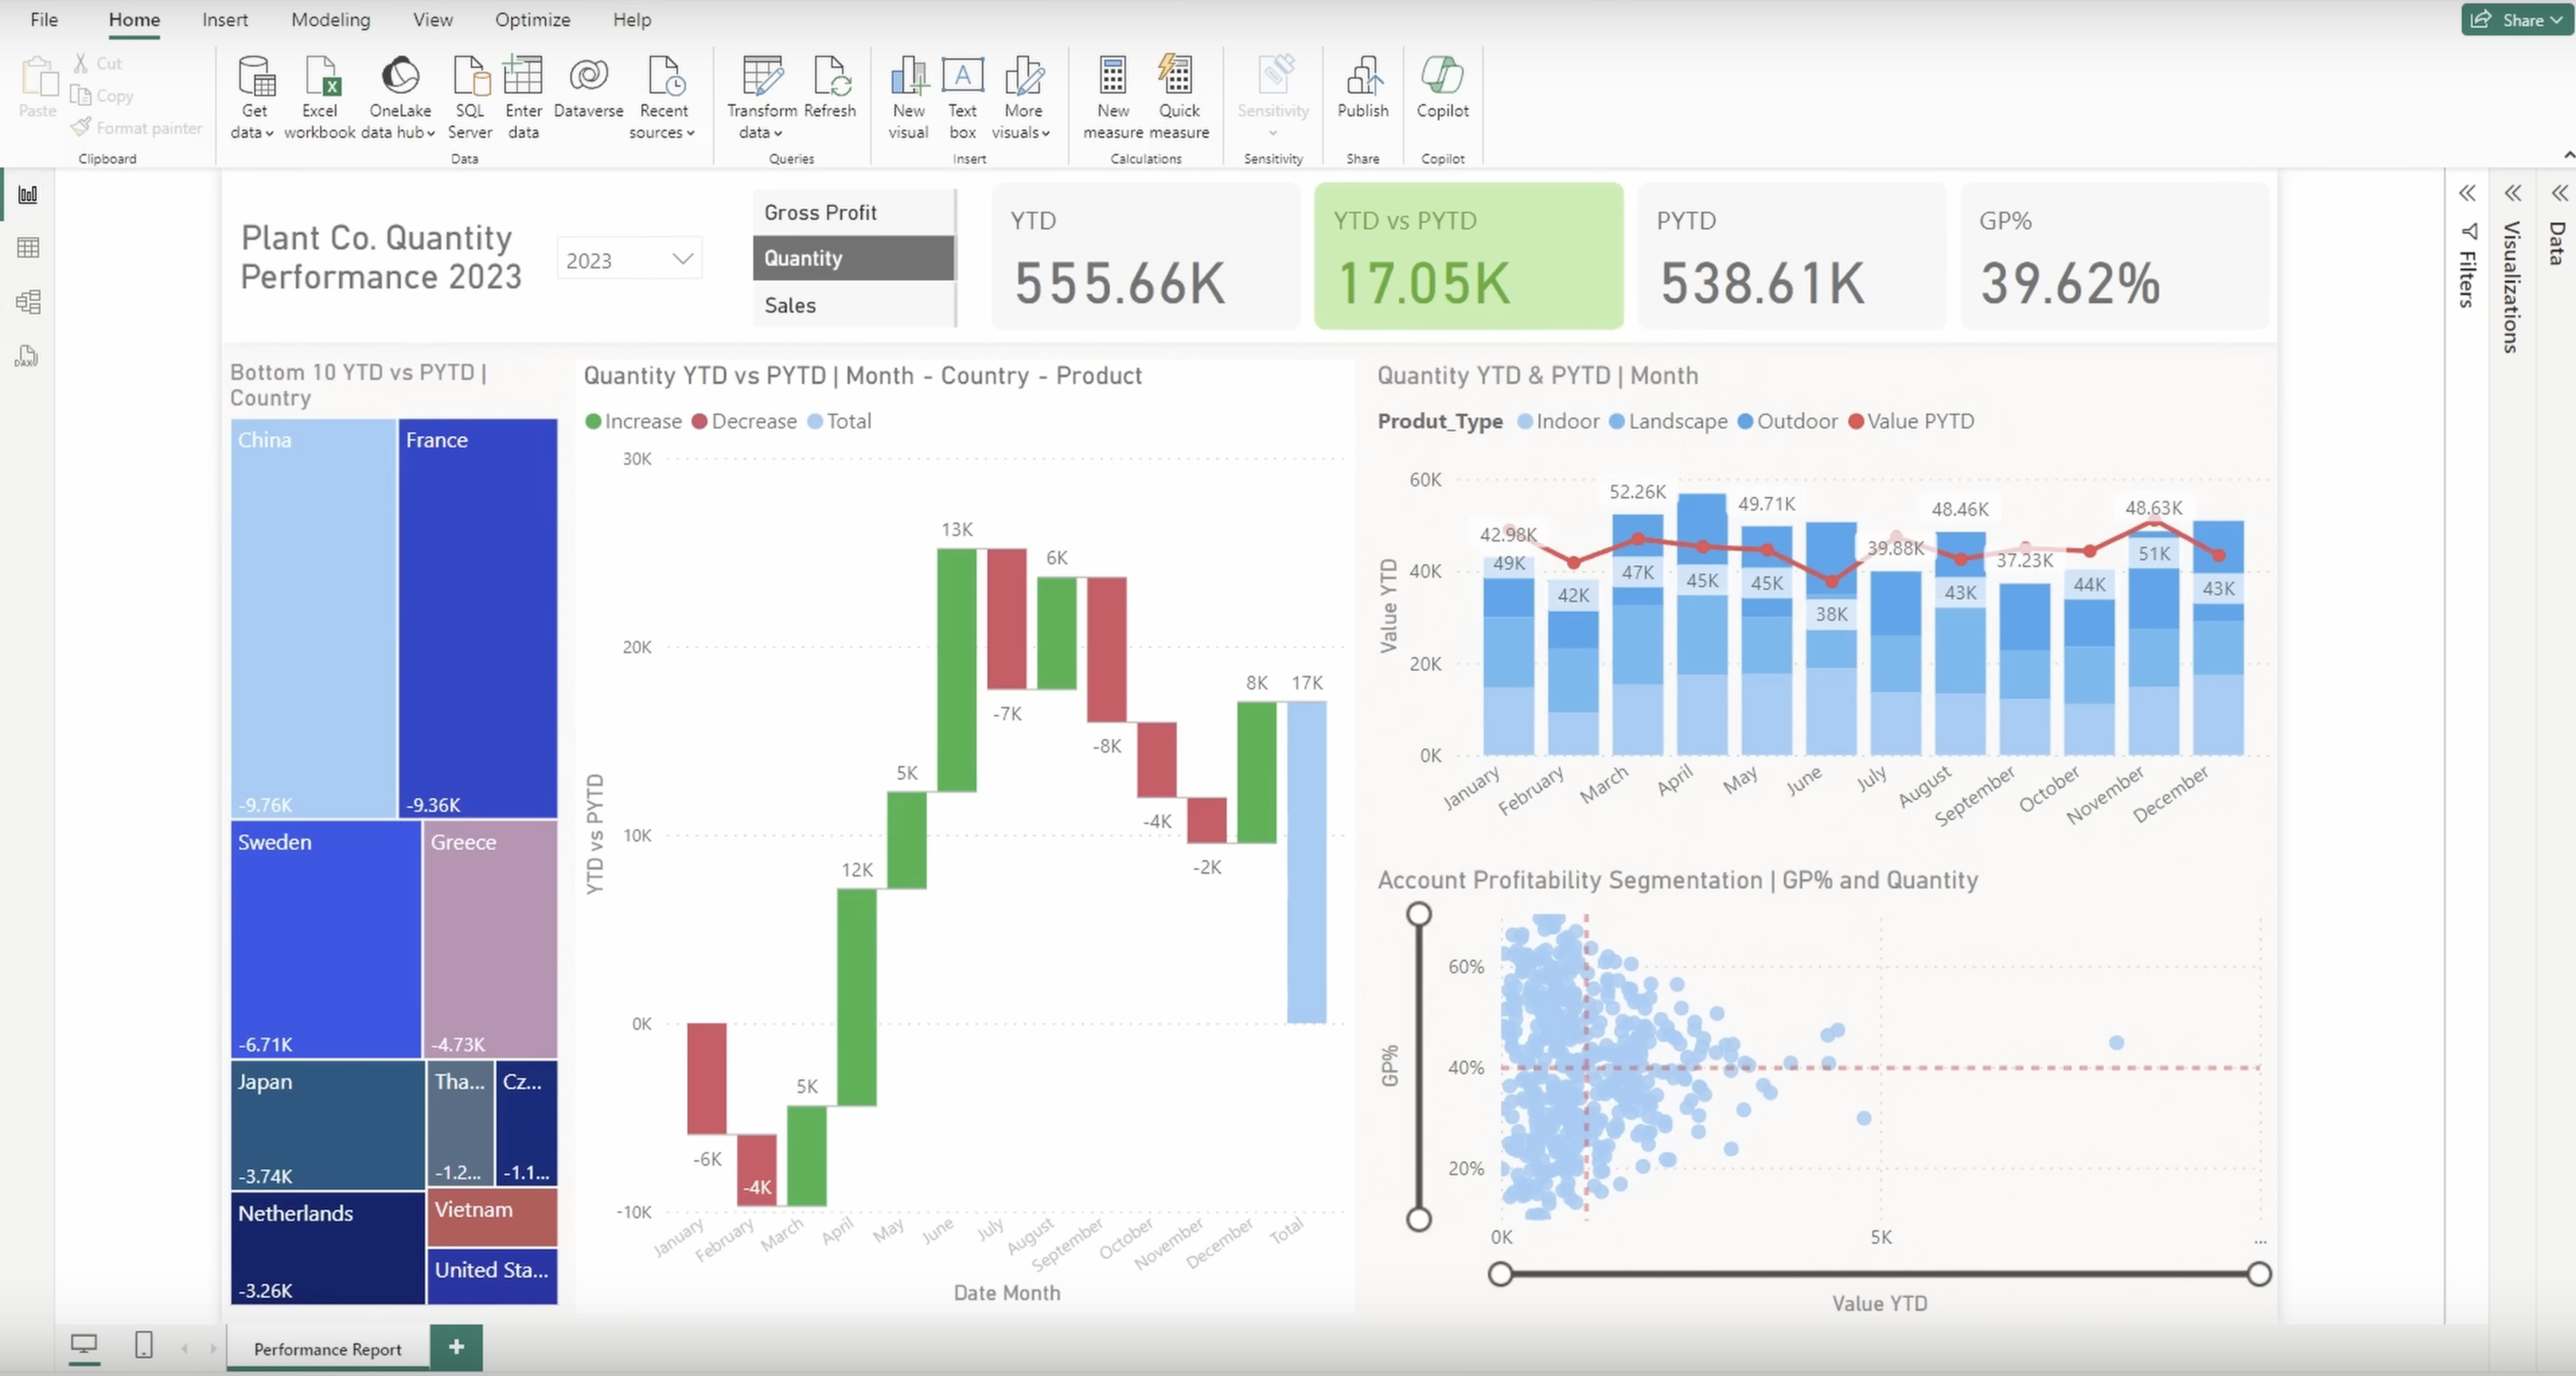 File Home Insert Modeling View Optimize Help
Share
Paste
Cut
Copy
Format painter
Clipboard
Get data
Excel workbook
OneLake data hub
SQL Server
Enter data
Dataverse
Recent sources
Data
Transform data
Refresh
Queries
New visual
Text box
More visuals
Insert
New measure
Quick measure
Calculations
Sensitivity
Sensitivity
Publish
Share
Copilot
Copilot
DAX
Plant Co. Quantity
Performance 2023
2023
Gross Profit
Quantity
Sales
YTD
555.66K
YTD vs PYTD
17.05K
PYTD
538.61K
GP%
39.62%
Filters
Visualizations
Data
Bottom 10 YTD vs PYTD |
Country
China
-9.76K
France
-9.36K
Sweden
-6.71K
Greece
-4.73K
Japan
-3.74K
Tha...
-1.2...
Cz...
-1.1...
Netherlands
-3.26K
Vietnam
United Sta...
Quantity YTD vs PYTD | Month - Country - Product
Increase Decrease Total
YTD vs PYTD
30K
20K
10K
0K
-10K
-6K
-4K
5K
12K
5K
13K
-7K
6K
-8K
-4K
-2K
8K
17K
January February March April May June July August September October November December Total
Date Month
Quantity YTD & PYTD | Month
Produt_Type Indoor Landscape Outdoor Value PYTD
Value YTD
60K
40K
20K
0K
42.98K
52.26K
49.71K
39.88K
48.46K
37.23K
48.63K
49K
42K
47K
45K
45K
38K
43K
44K
51K
43K
January February March April May June July August September October November December
Account Profitability Segmentation | GP% and Quantity
GP%
60%
40%
20%
0K 5K ...
Value YTD
Performance Report
+